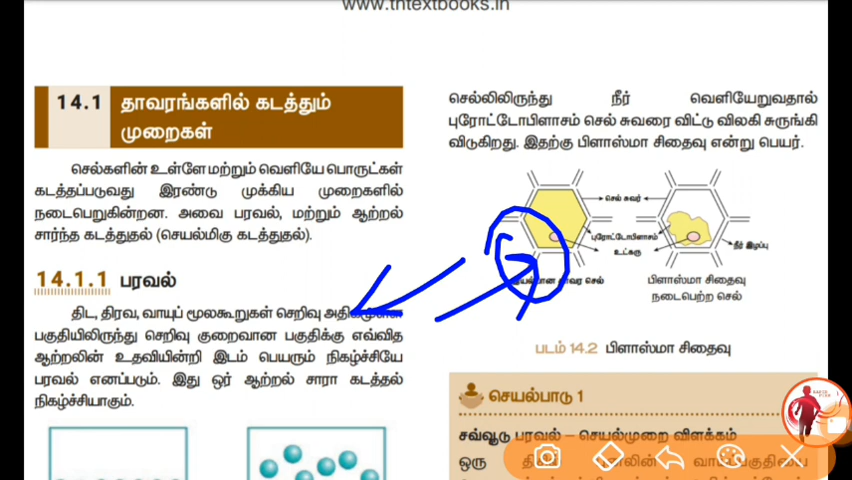 www.tntextbooks.in
14.1 தாவரங்களில் கடத்தும்
முறைகள்
செல்களின் உள்ளே மற்றும் வெளியே பொருட்கள்
கடத்தப்படுவது இரண்டு முக்கிய முறைகளில்
நடைபெறுகின்றன. அவை பரவல், மற்றும் ஆற்றல்
சார்ந்த கடத்துதல் (செயல்மிகு கடத்துதல்).
14.1.1 பரவல்
திட, திரவ, வாயுப் மூலகூறுகள் செறிவு
பகுதியிலிருந்து செறிவு குறைவான பகுதிக்கு எவ்வித
ஆற்றலின் உதவியின்றி இடம் பெயரும் நிகழ்ச்சியே
பரவல் எனப்படும். இது ஒர் ஆற்றல் சாரா கடத்தல்
நிகழ்ச்சியாகும்.
செல்லிலிருந்து நீர் வெளியேறுவதால்
புரோட்டோபிளாசம் செல் சுவரை விட்டு விலகி சுருங்கி
விடுகிறது. இதற்கு பிளாஸ்மா சிதைவு என்று பெயர்.
செல் சுவர்
புரோட்டோபிளாசம்
உட்கரு
நீர் இழப்பு
தாவர செல்
பிளாஸ்மா சிதைவு
நடைபெற்ற செல்
படம் 14.2 பிளாஸ்மா சிதைவு
செயல்பாடு 1
சவ்வூடு பரவல் – செயல்முறை விளக்கம்
ஒரு